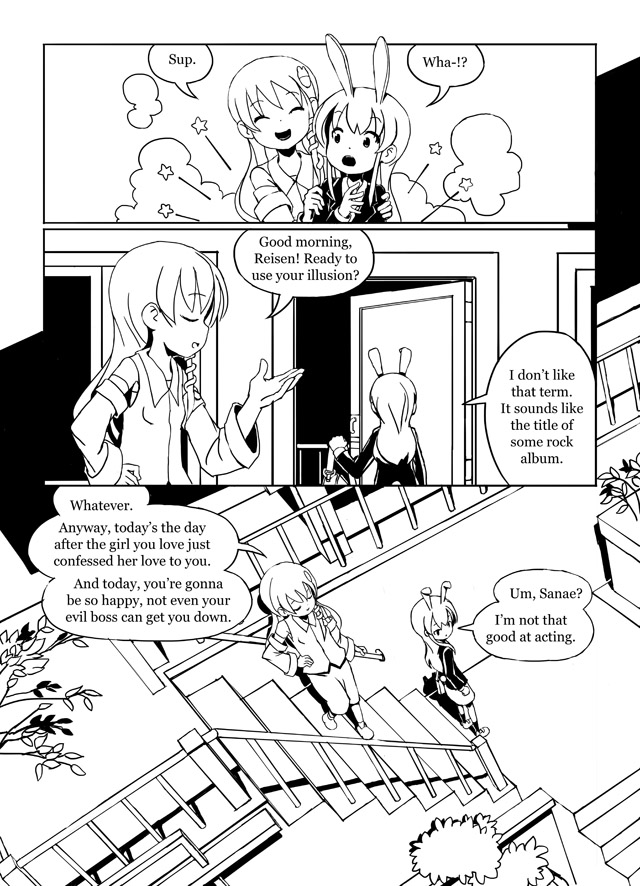 Sup.
Wha-!?
Good morning,
Reisen! Ready to
use your illusion?
I don't like
that term.
It sounds like
the title of
some rock
album.
Whatever.
Anyway, today's the day
after the girl you love just
confessed her love to you.
And today, you're gonna
be so happy, not even your
evil boss can get you down.
Um, Sanae?
I'm not that
good at acting.